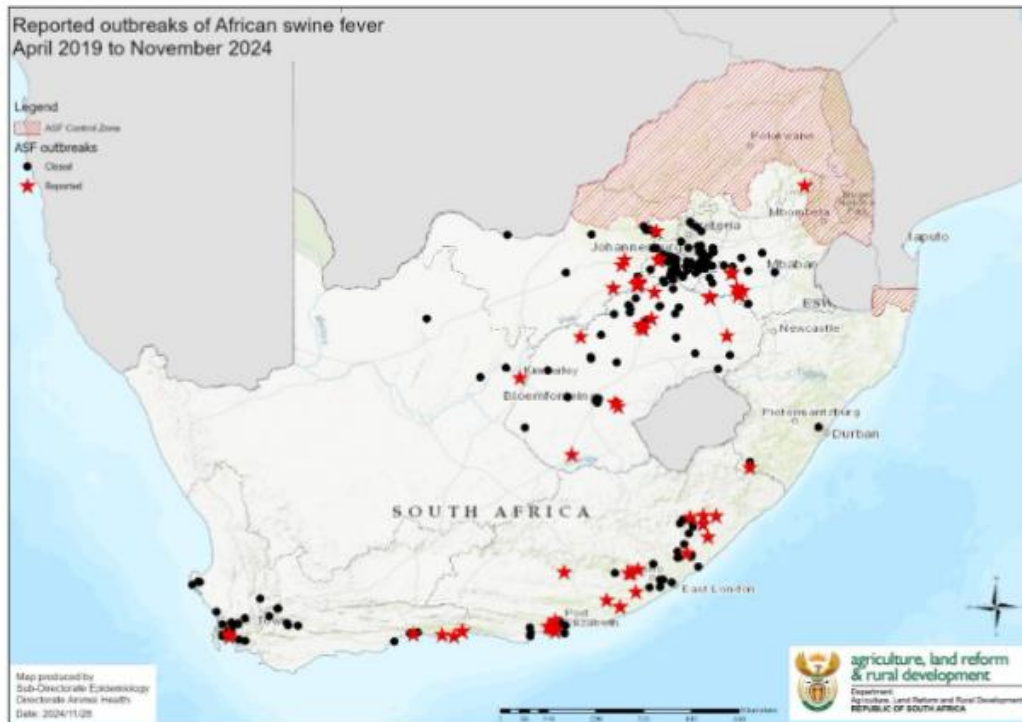 Reported outbreaks of African swine fever
April 2019 to November 2024
Legend
ASF Control Zone
ASF outbreaks
Closed
Reported
Polokwane
Mbombela
Maputo
Johannesburg
Mbaban
ESW
Newcastle
Kimberley
Bloemfontein
Pietermaritzburg
Durban
SOUTH AFRICA
East London
Port
Elizabeth
Map produced by
Sub-Directorate Epidemiology
Directorate Animal Health
Date: 2024/11/28
Kilometers
agriculture, land reform
& rural development
Department:
Agriculture, Land Reform and Rural Development
REPUBLIC OF SOUTH AFRICA